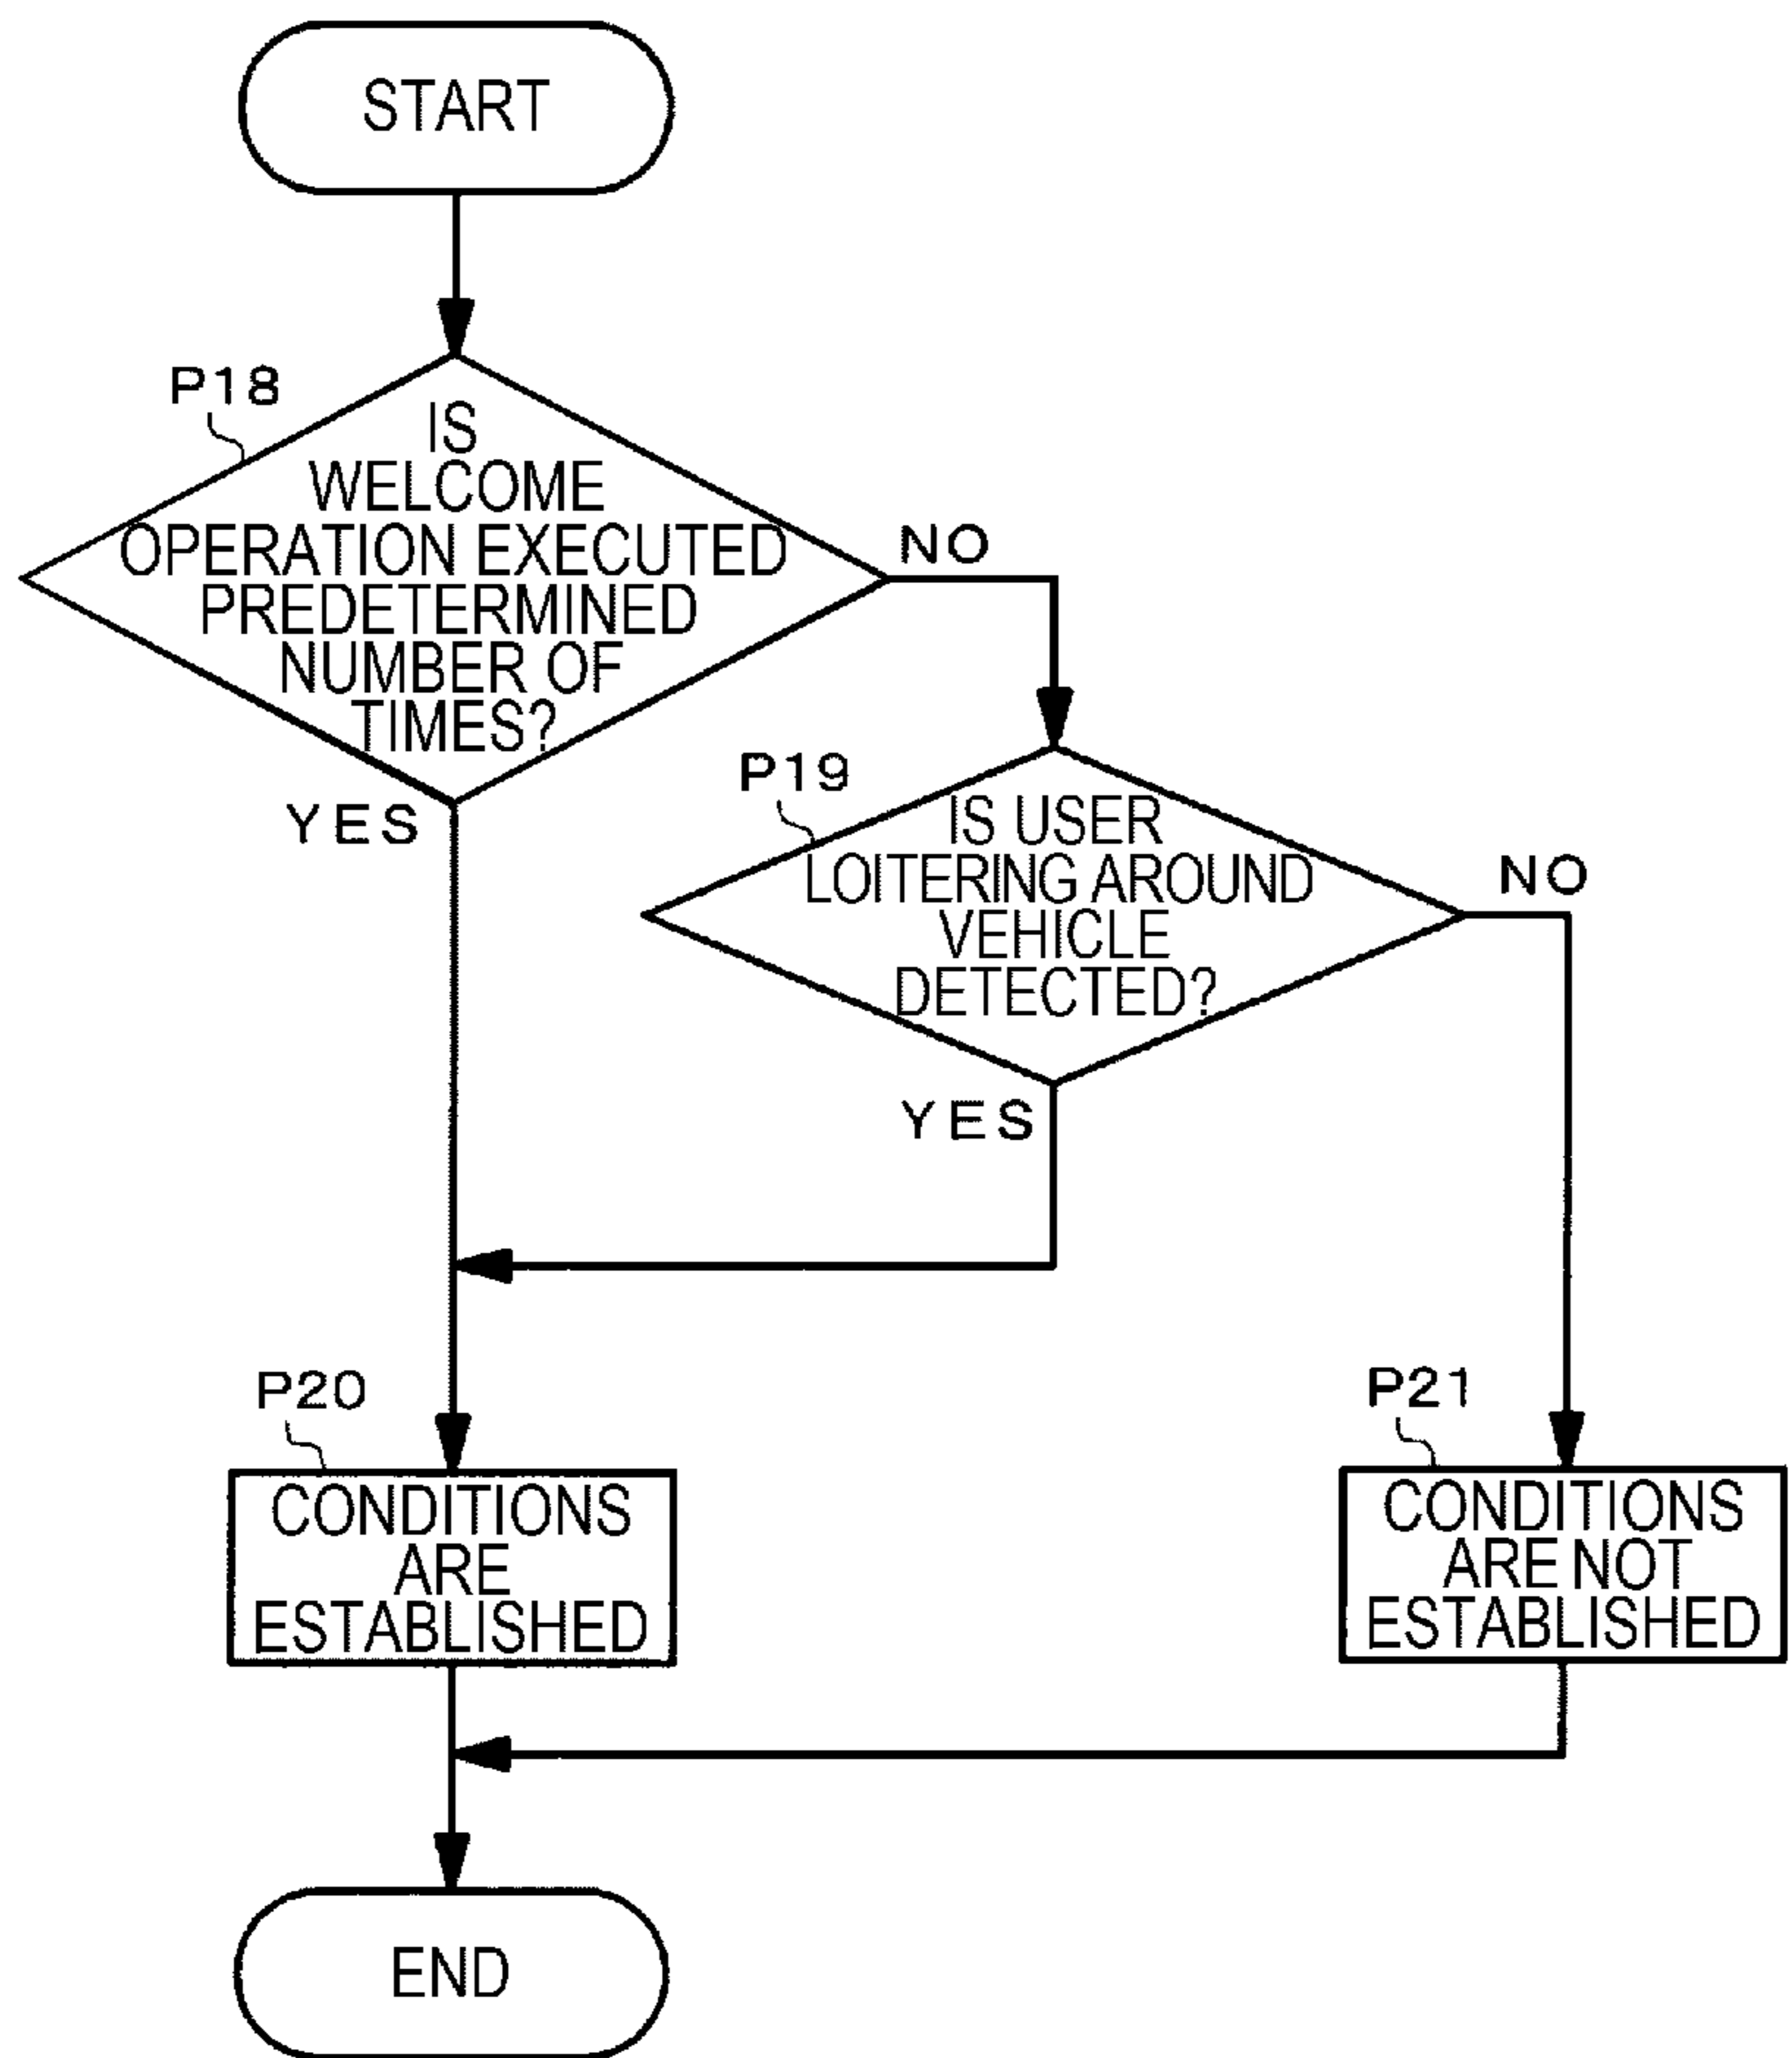 START
P18
IS
WELCOME
OPERATION EXECUTED
PREDETERMINED
NUMBER OF
TIMES?
NO
YES
P19
IS USER
LOITERING AROUND
VEHICLE
DETECTED?
NO
YES
P20
CONDITIONS
ARE
ESTABLISHED
P21
CONDITIONS
ARE NOT
ESTABLISHED
END